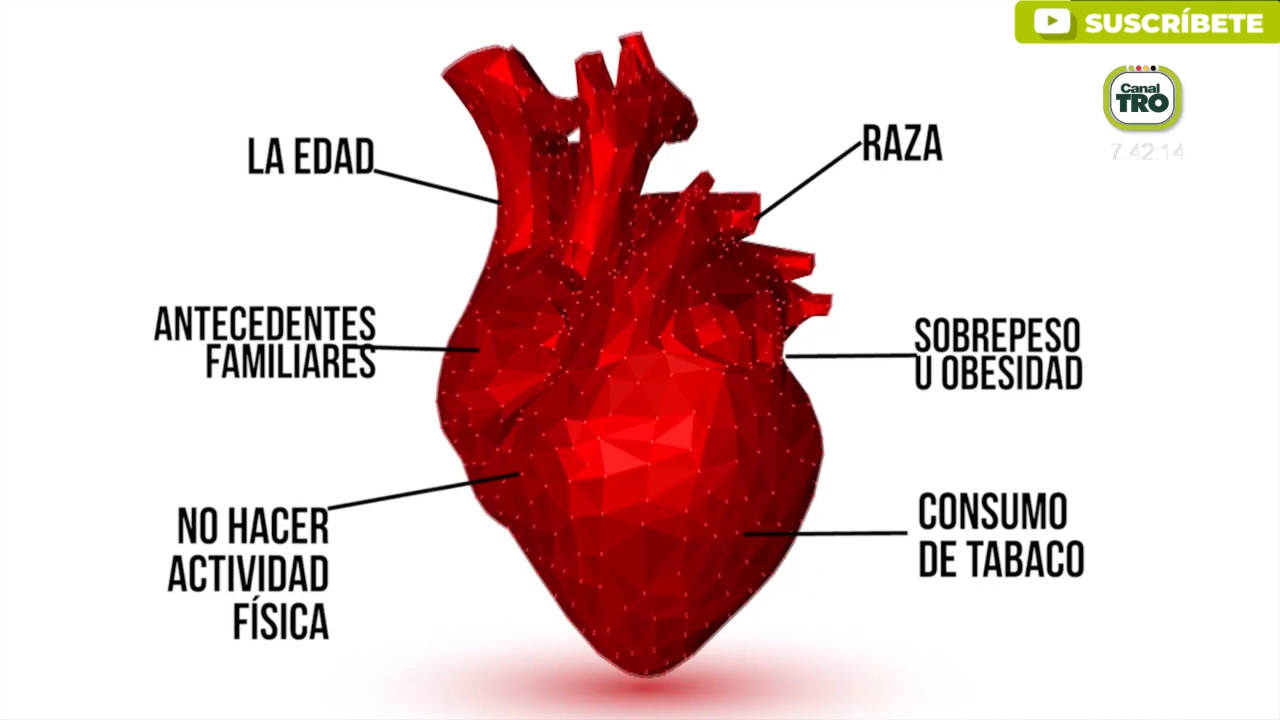 SUSCRÍBETE
Canal
TRO
7:42:14
LA EDAD
RAZA
ANTECEDENTES
FAMILIARES
SOBREPESO
U OBESIDAD
NO HACER
ACTIVIDAD
FÍSICA
CONSUMO
DE TABACO